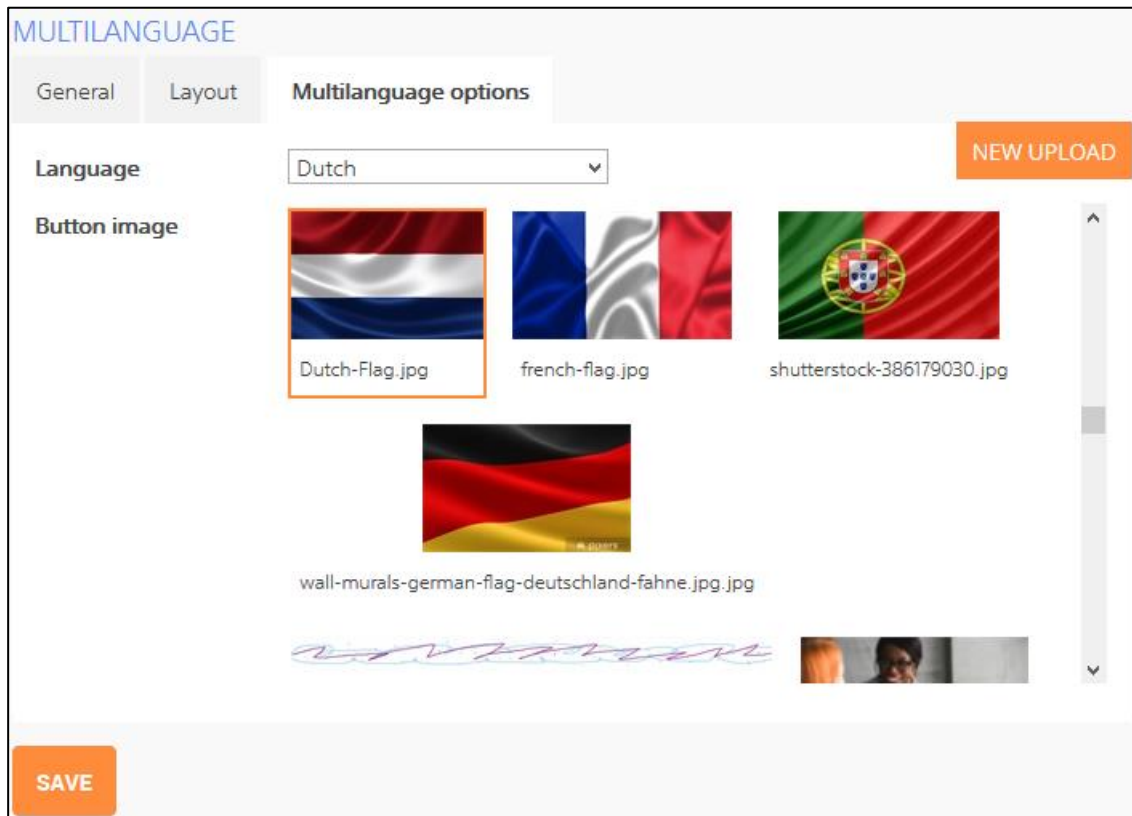 MULTILANGUAGE
General Layout Multilanguage options
NEW UPLOAD
Language Dutch
Button image
Dutch-Flag.jpg french-flag.jpg shutterstock-386179030.jpg
wall-murals-german-flag-deutschland-fahne.jpg.jpg
SAVE